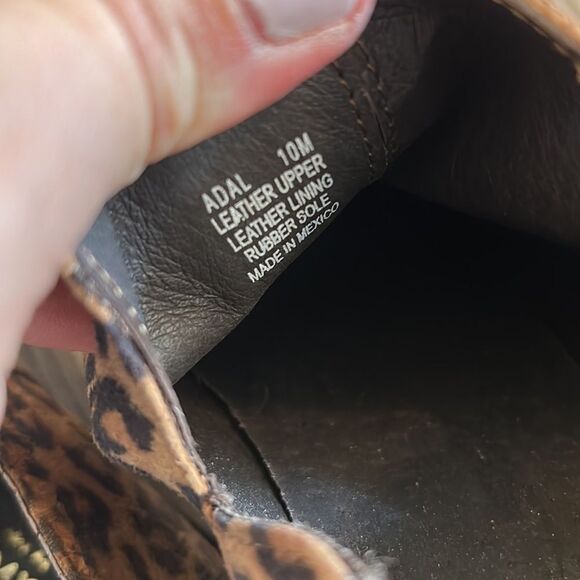 ADAL 10M
LEATHER UPPER
LEATHER LINING
RUBBER SOLE
MADE IN MEXICO